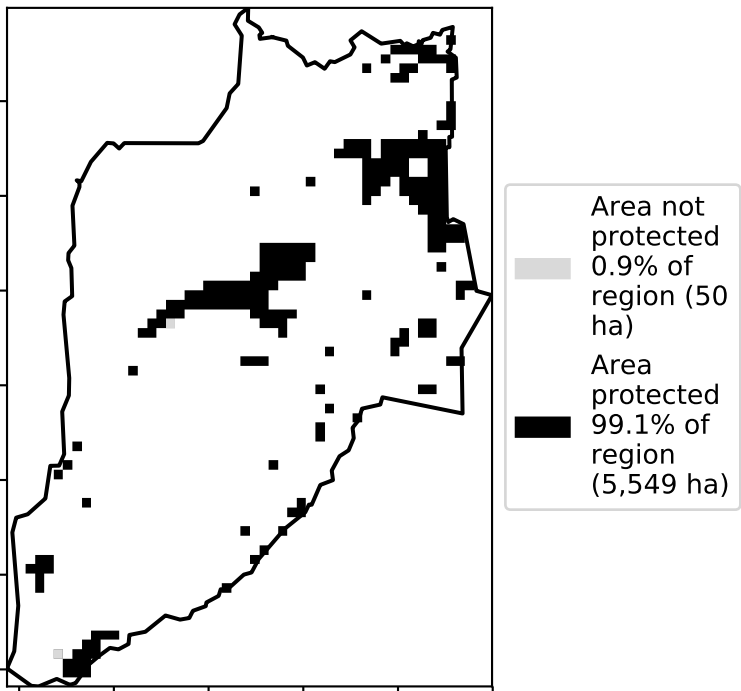 Area not
protected
0.9% of
region (50
ha)
Area
protected
99.1% of
region
(5,549 ha)